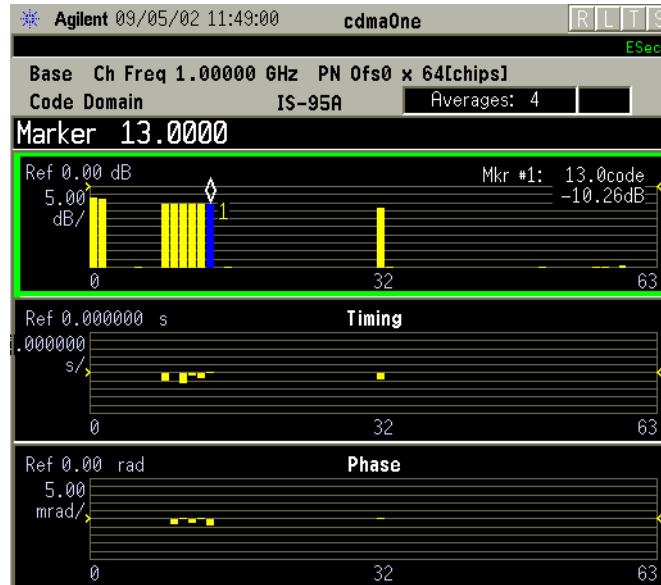 Agilent 09/05/02 11:49:00 cdmaOne R L T S
ESec
Base Ch Freq 1.00000 GHz PN Ofs0 x 64[chips]
Code Domain IS-95A Averages: 4
Marker 13.0000
Ref 0.00 dB Mkr #1: 13.0code
5.00 -10.26dB
dB/ 1
0 32 63
Ref 0.000000 s Timing
.000000
s/
0 32 63
Ref 0.00 rad Phase
5.00
mrad/
0 32 63